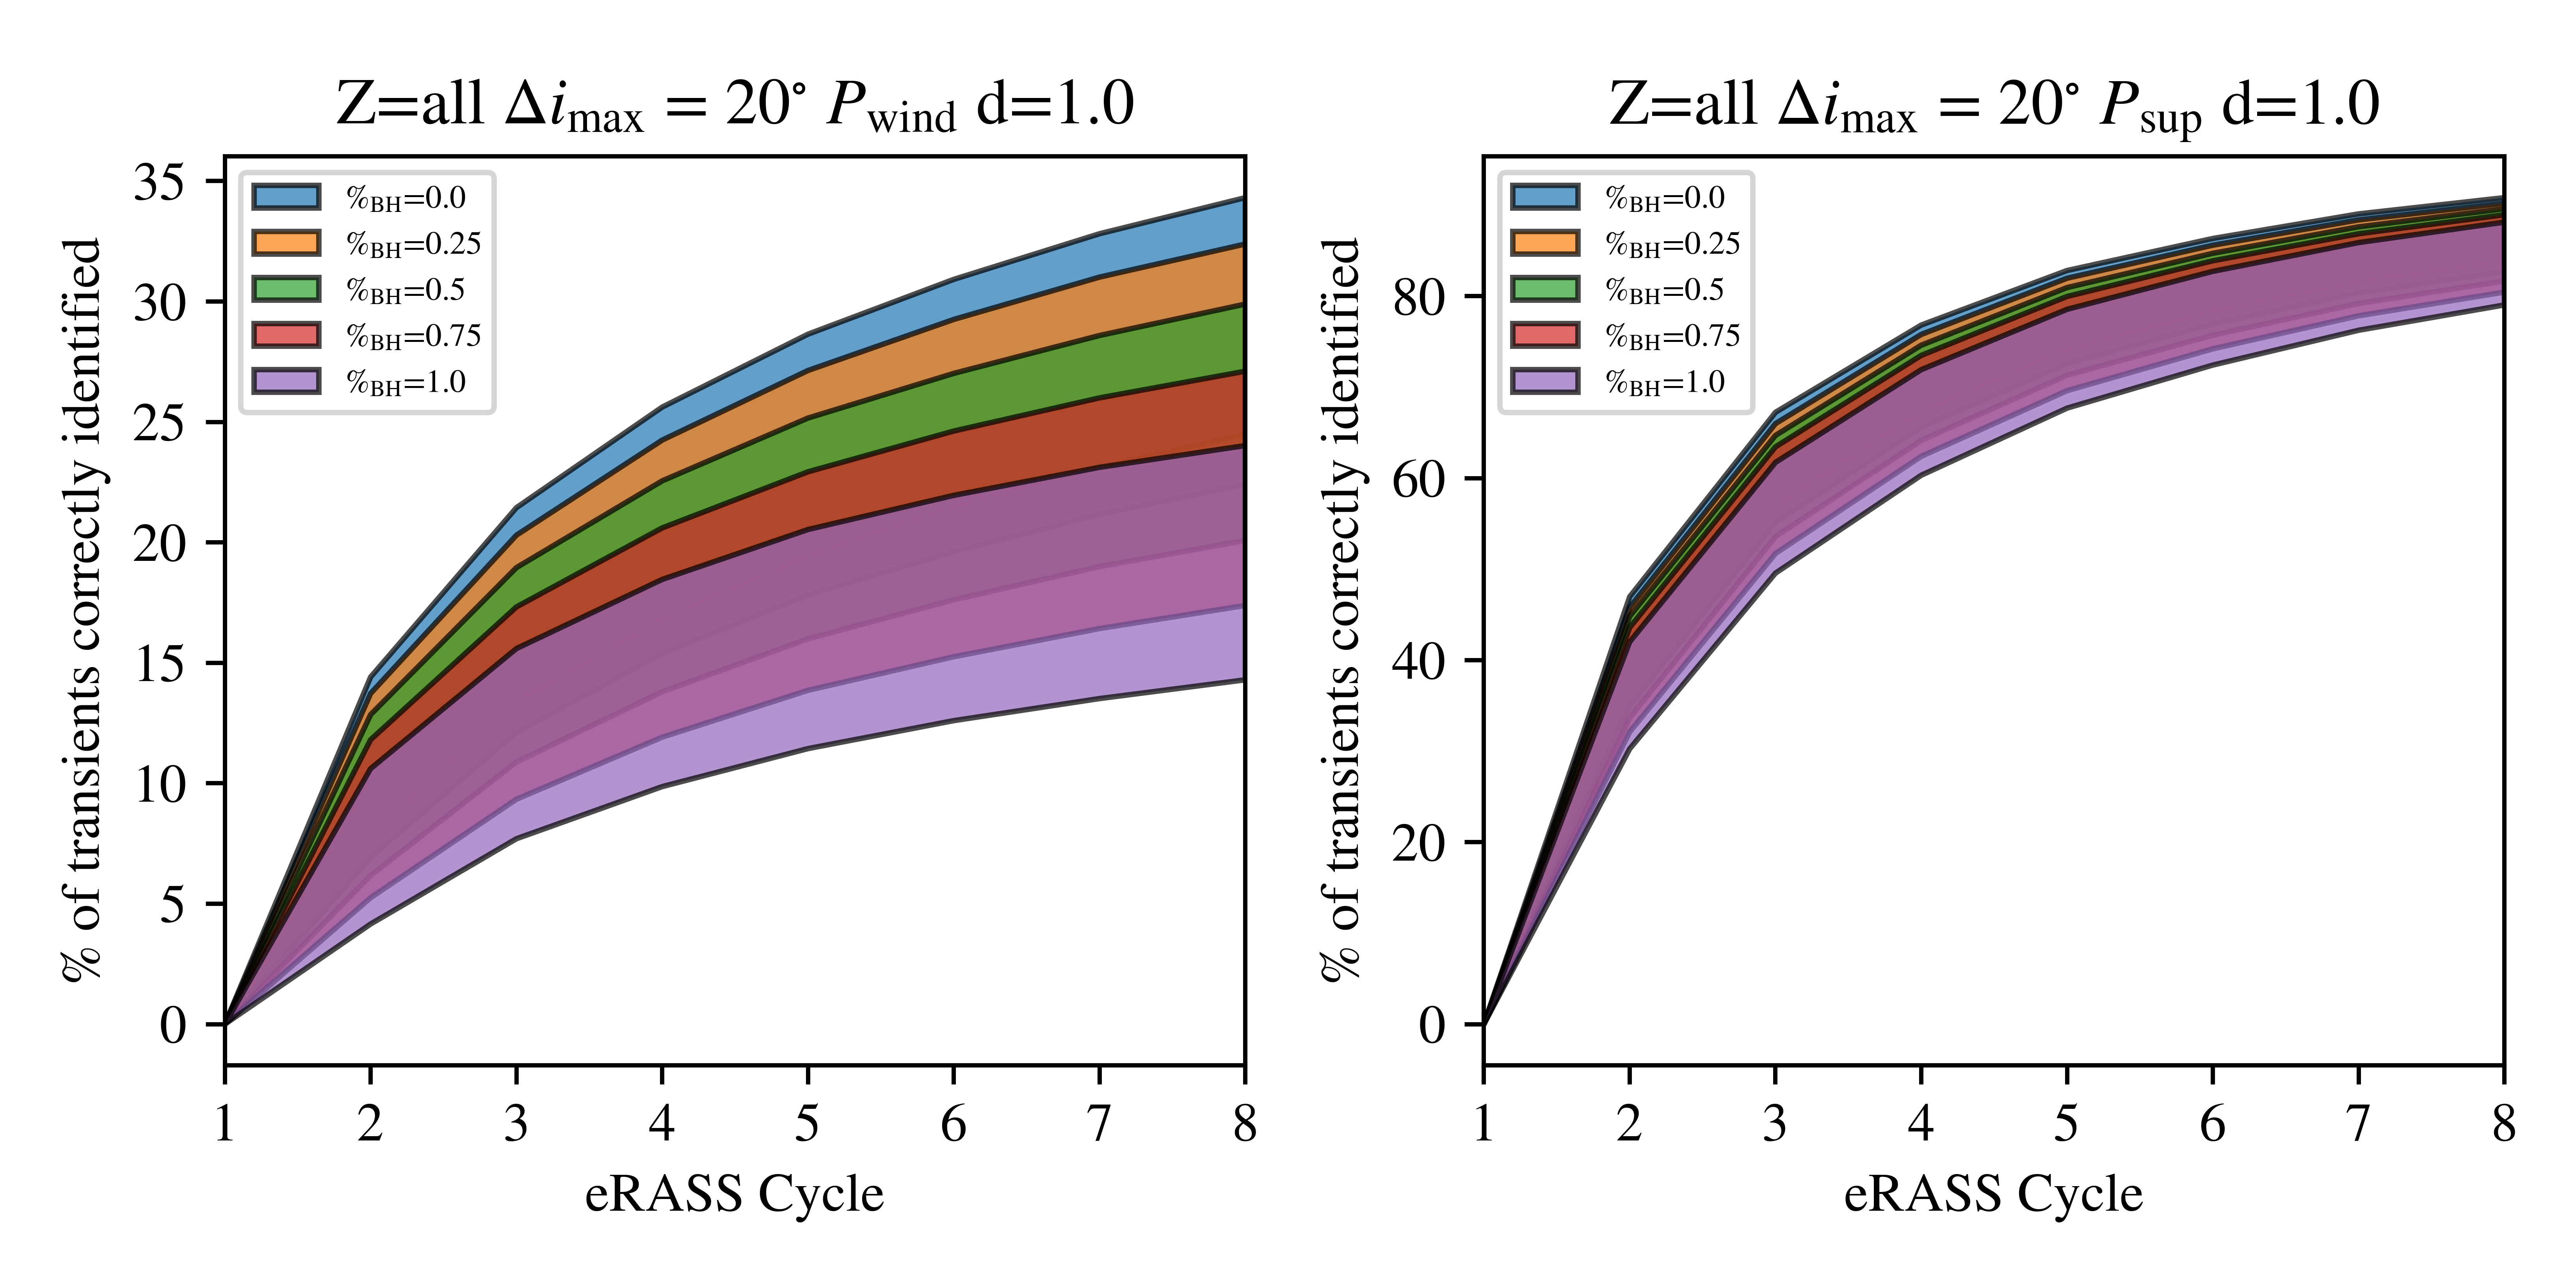 Z=all Δi_max = 20° P_wind d=1.0
% of transients correctly identified
35
30
25
20
15
10
5
0
%_BH=0.0
%_BH=0.25
%_BH=0.5
%_BH=0.75
%_BH=1.0
1 2 3 4 5 6 7 8
eRASS Cycle
Z=all Δi_max = 20° P_sup d=1.0
% of transients correctly identified
80
60
40
20
0
%_BH=0.0
%_BH=0.25
%_BH=0.5
%_BH=0.75
%_BH=1.0
1 2 3 4 5 6 7 8
eRASS Cycle